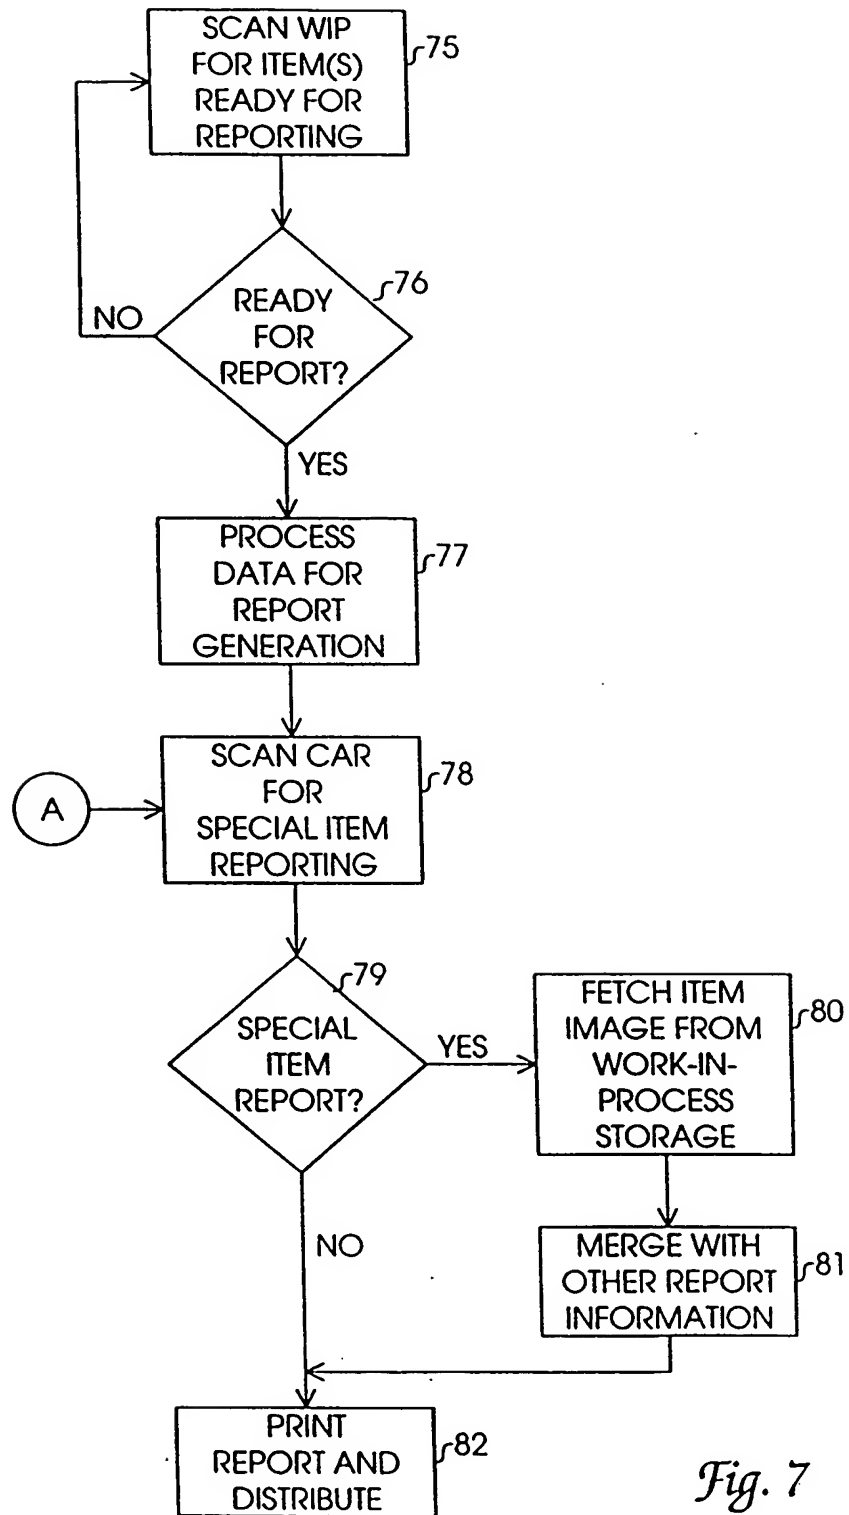 SCAN WIP
FOR ITEM(S)
READY FOR
REPORTING
75
READY
FOR
REPORT?
76
NO
YES
PROCESS
DATA FOR
REPORT
GENERATION
77
A
SCAN CAR
FOR
SPECIAL ITEM
REPORTING
78
SPECIAL
ITEM
REPORT?
79
YES
FETCH ITEM
IMAGE FROM
WORK-IN-
PROCESS
STORAGE
80
NO
MERGE WITH
OTHER REPORT
INFORMATION
81
PRINT
REPORT AND
DISTRIBUTE
82
Fig. 7